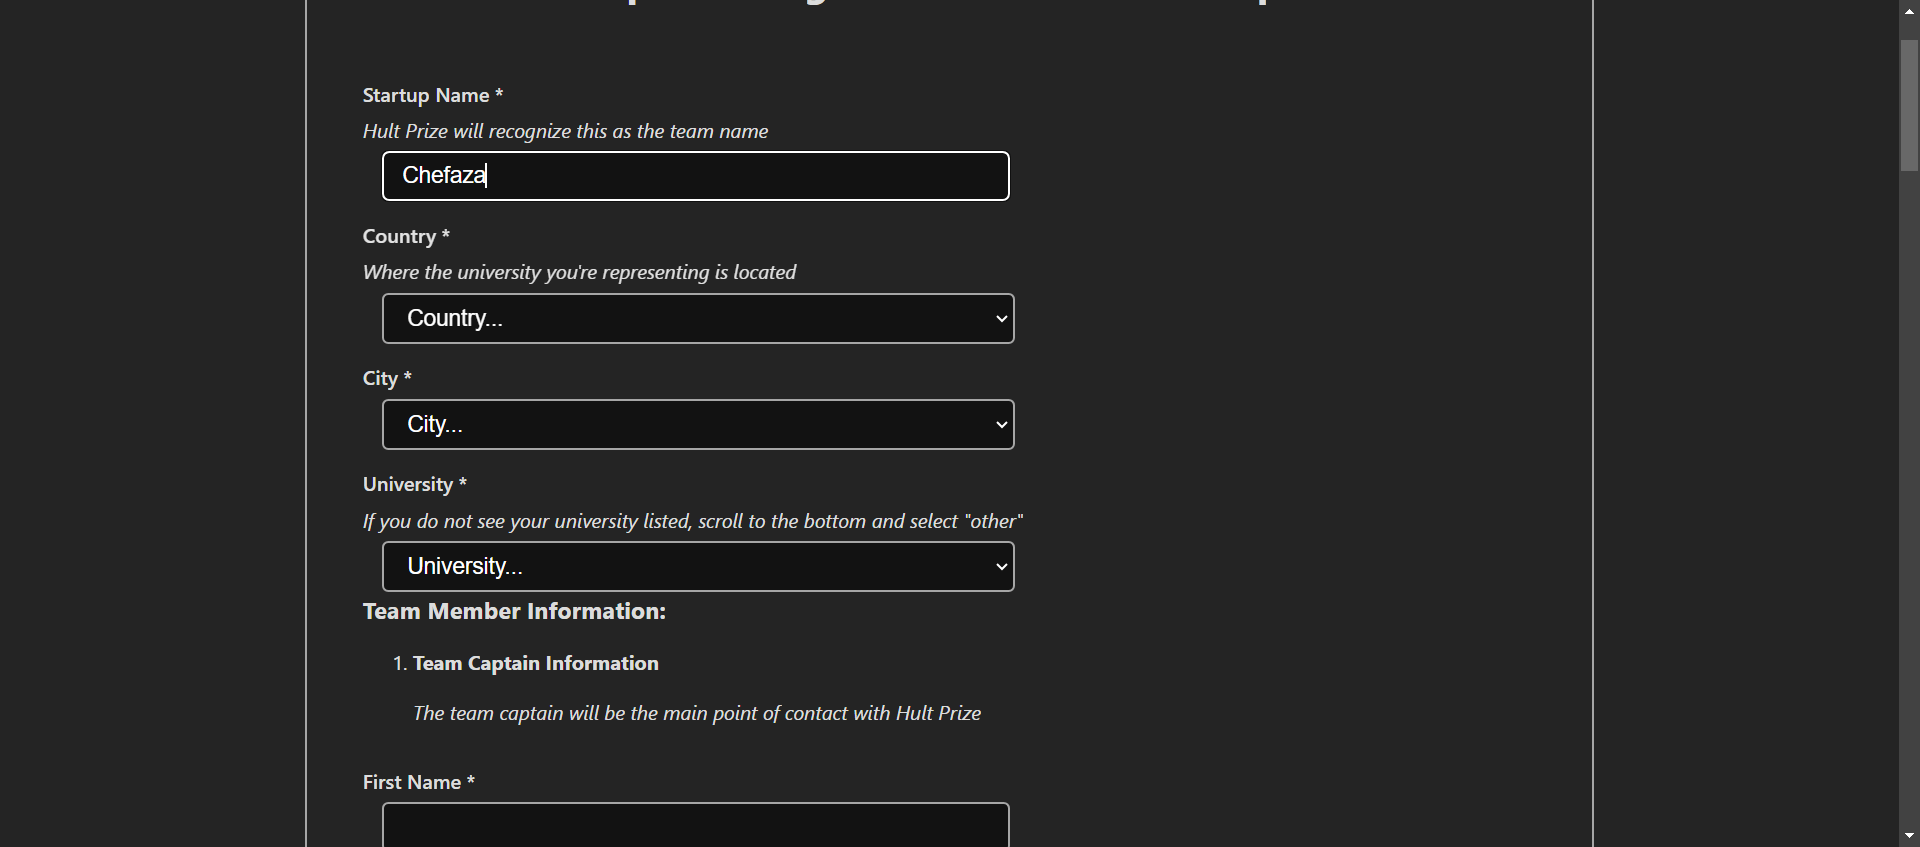 Startup Name *
Hult Prize will recognize this as the team name
Chefaza
Country *
Where the university you're representing is located
Country...
City *
City...
University *
If you do not see your university listed, scroll to the bottom and select "other"
University...
Team Member Information:
1. Team Captain Information
The team captain will be the main point of contact with Hult Prize
First Name *